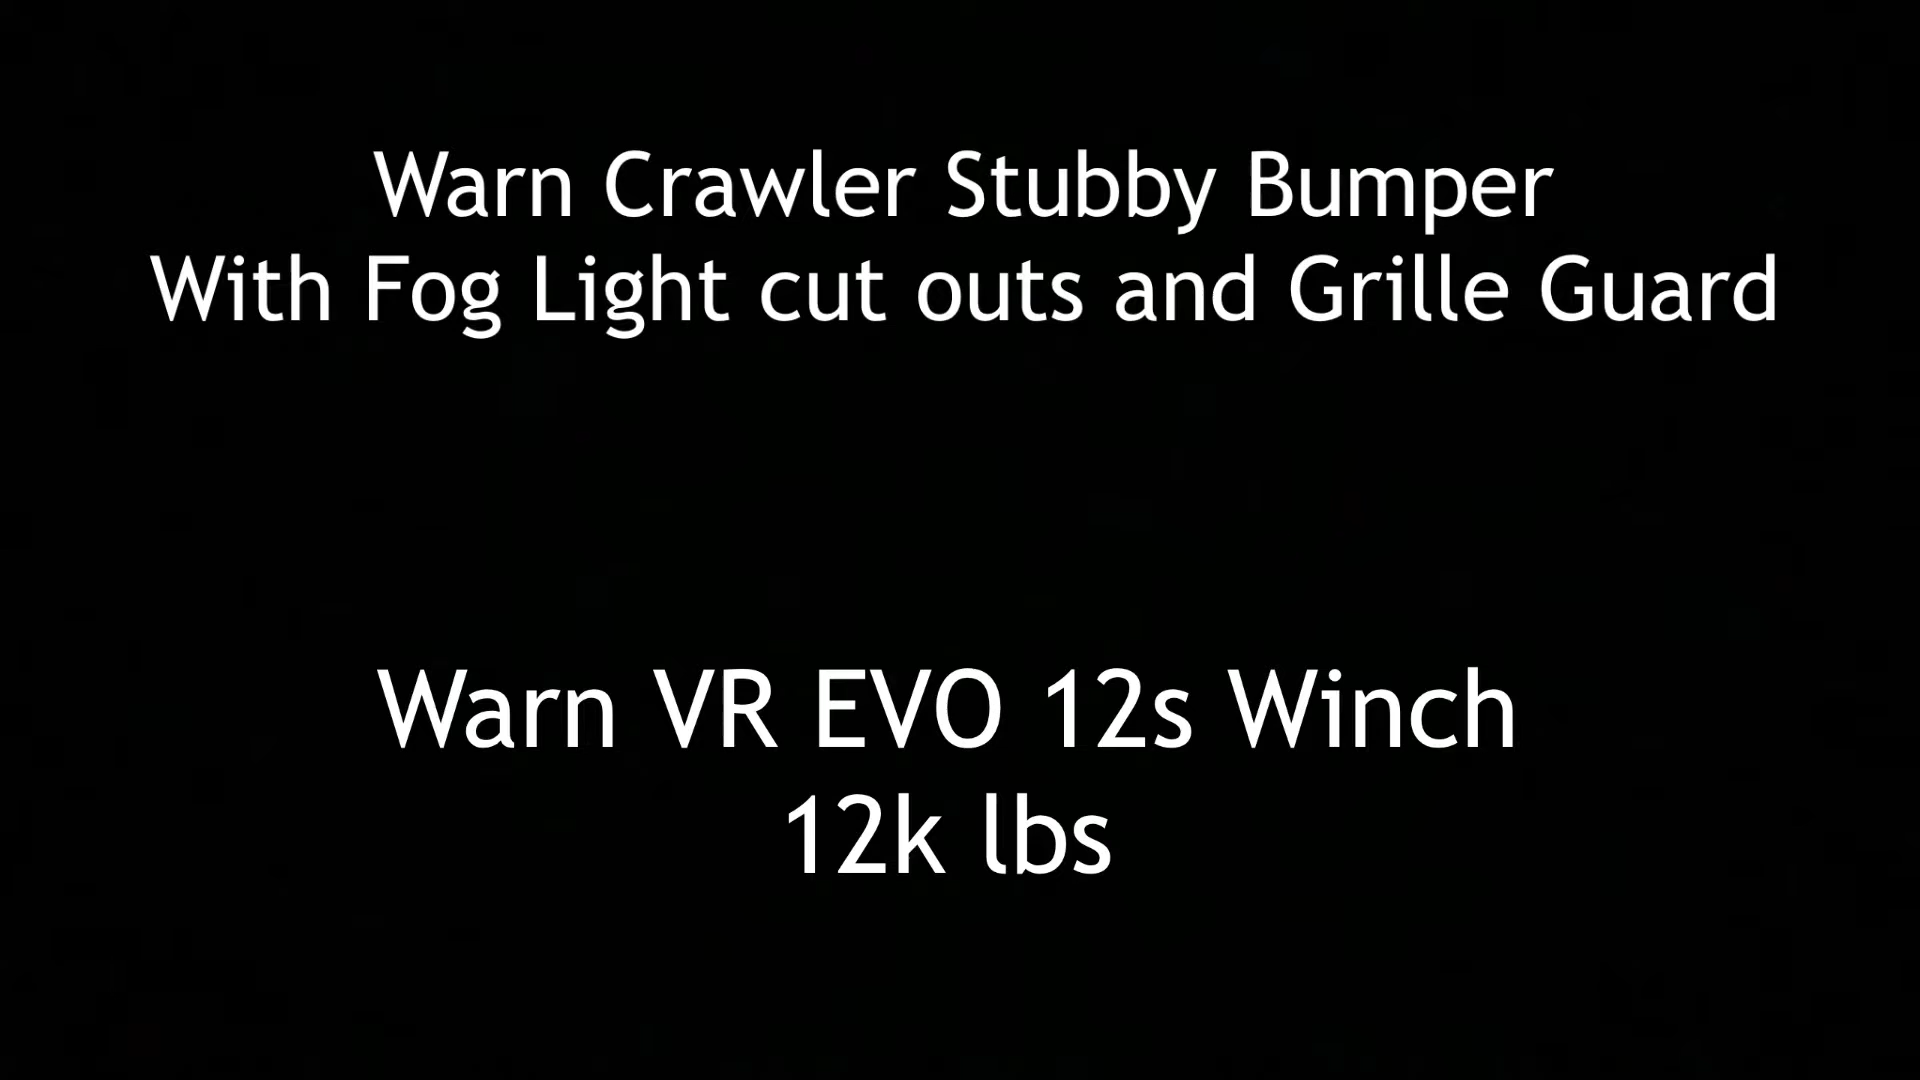 Warn Crawler Stubby Bumper
With Fog Light cut outs and Grille Guard
Warn VR EVO 12s Winch
12k lbs